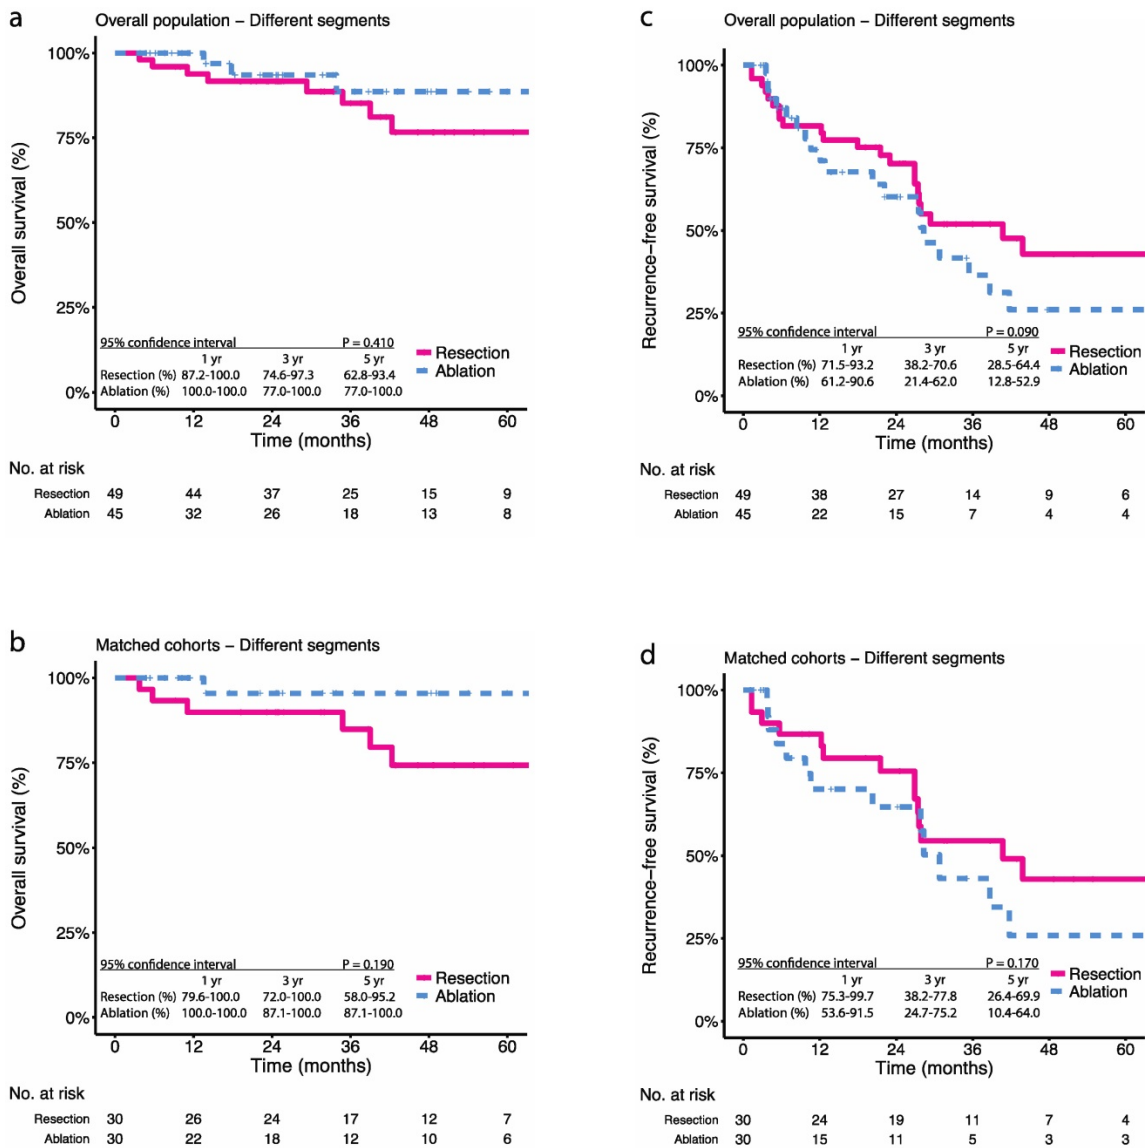 a
Overall population – Different segments
Overall survival (%)
100%
75%
50%
25%
0%
95% confidence interval P = 0.410
1 yr 3 yr 5 yr
Resection (%) 87.2-100.0 74.6-97.3 62.8-93.4
Ablation (%) 100.0-100.0 77.0-100.0 77.0-100.0
Resection
Ablation
0 12 24 36 48 60
Time (months)
No. at risk
Resection 49 44 37 25 15 9
Ablation 45 32 26 18 13 8
c
Overall population – Different segments
Recurrence–free survival (%)
100%
75%
50%
25%
0%
95% confidence interval P = 0.090
1 yr 3 yr 5 yr
Resection (%) 71.5-93.2 38.2-70.6 28.5-64.4
Ablation (%) 61.2-90.6 21.4-62.0 12.8-52.9
Resection
Ablation
0 12 24 36 48 60
Time (months)
No. at risk
Resection 49 38 27 14 9 6
Ablation 45 22 15 7 4 4
b
Matched cohorts – Different segments
Overall survival (%)
100%
75%
50%
25%
0%
95% confidence interval P = 0.190
1 yr 3 yr 5 yr
Resection (%) 79.6-100.0 72.0-100.0 58.0-95.2
Ablation (%) 100.0-100.0 87.1-100.0 87.1-100.0
Resection
Ablation
0 12 24 36 48 60
Time (months)
No. at risk
Resection 30 26 24 17 12 7
Ablation 30 22 18 12 10 6
d
Matched cohorts – Different segments
Recurrence–free survival (%)
100%
75%
50%
25%
0%
95% confidence interval P = 0.170
1 yr 3 yr 5 yr
Resection (%) 75.3-99.7 38.2-77.8 26.4-69.9
Ablation (%) 53.6-91.5 24.7-75.2 10.4-64.0
Resection
Ablation
0 12 24 36 48 60
Time (months)
No. at risk
Resection 30 24 19 11 7 4
Ablation 30 15 11 5 3 3